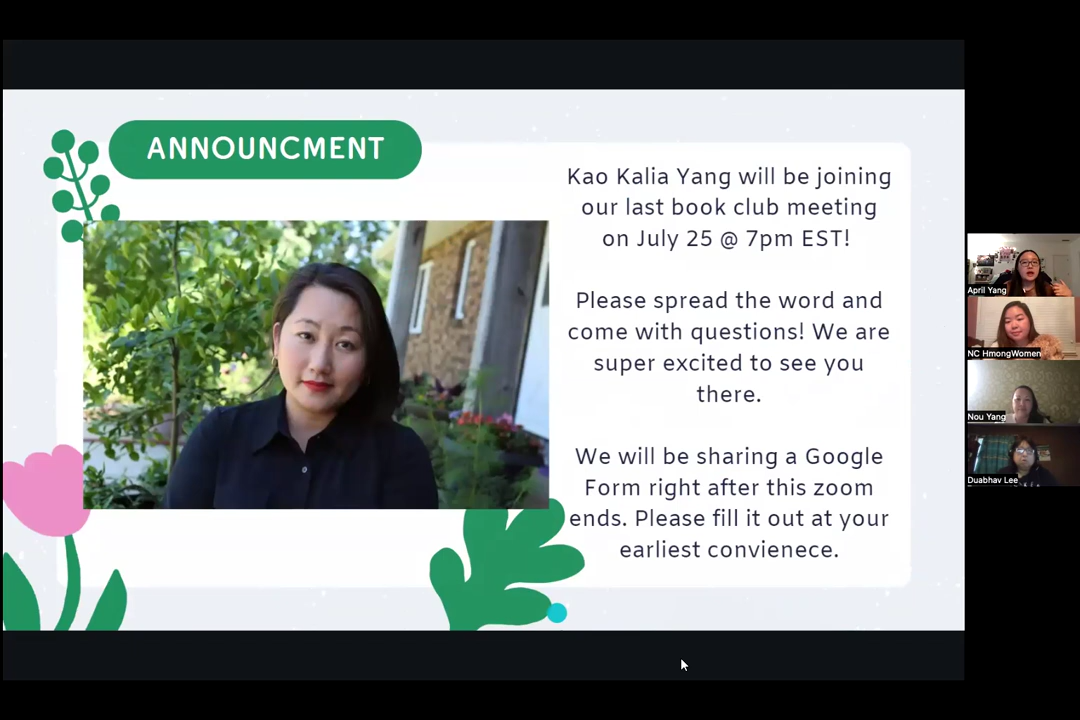 ANNOUNCMENT
Kao Kalia Yang will be joining
our last book club meeting
on July 25 @ 7pm EST!
Please spread the word and
come with questions! We are
super excited to see you
there.
We will be sharing a Google
Form right after this zoom
ends. Please fill it out at your
earliest convienece.
April Yang
NC HmongWomen
Nou Yang
Duabhav Lee